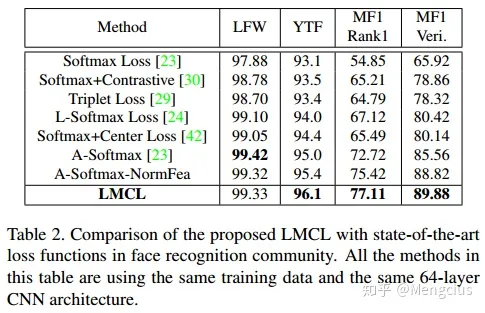 Method LFW YTF MF1 Rank1 MF1 Veri.
Softmax Loss [23] 97.88 93.1 54.85 65.92
Softmax+Contrastive [30] 98.78 93.5 65.21 78.86
Triplet Loss [29] 98.70 93.4 64.79 78.32
L-Softmax Loss [24] 99.10 94.0 67.12 80.42
Softmax+Center Loss [42] 99.05 94.4 65.49 80.14
A-Softmax [23] 99.42 95.0 72.72 85.56
A-Softmax-NormFea 99.32 95.4 75.42 88.82
LMCL 99.33 96.1 77.11 89.88
Table 2. Comparison of the proposed LMCL with state-of-the-art
loss functions in face recognition community. All the methods in
this table are using the same training data and the same 64-layer
CNN architecture.
知乎 @Mengcius